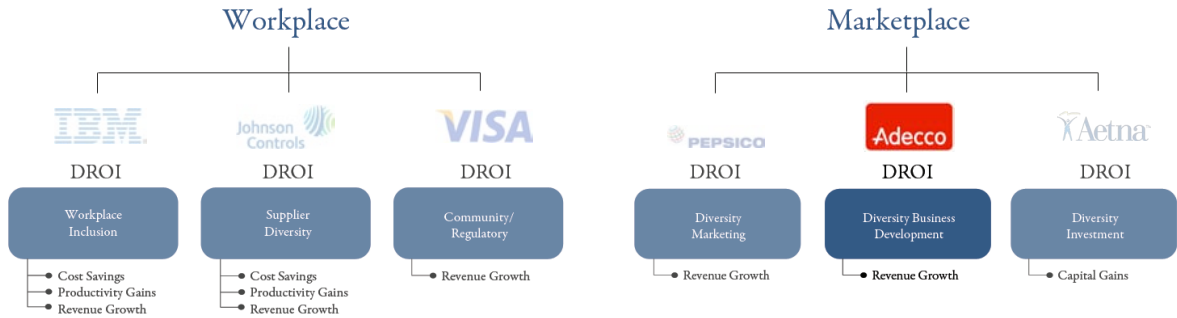 Workplace
Marketplace
IBM.
Johnson
Controls
VISA
PEPSICO
Adecco
Aetna
DROI
DROI
DROI
DROI
DROI
DROI
Workplace
Inclusion
Supplier
Diversity
Community/
Regulatory
Diversity
Marketing
Diversity Business
Development
Diversity
Investment
Cost Savings
Productivity Gains
Revenue Growth
Cost Savings
Productivity Gains
Revenue Growth
Revenue Growth
Revenue Growth
Revenue Growth
Capital Gains